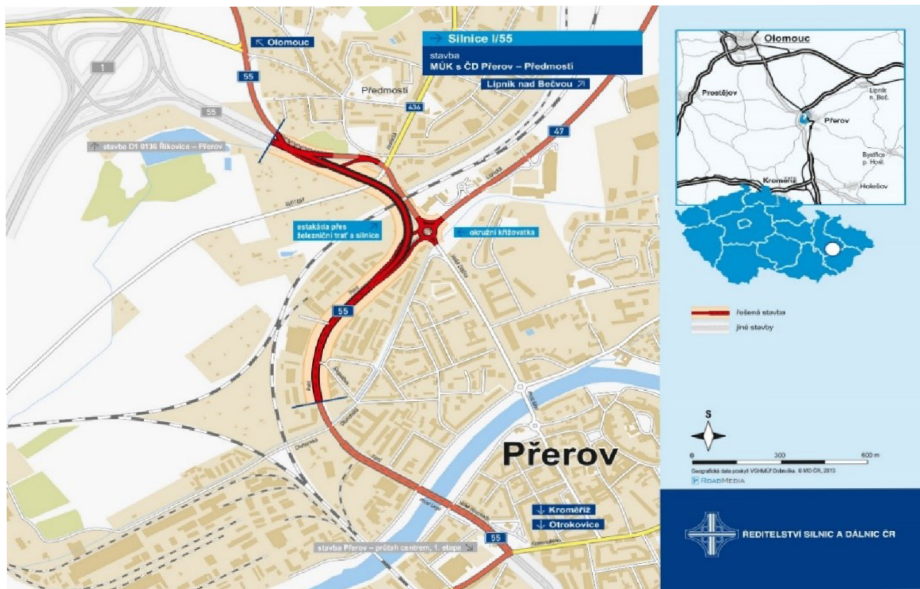 Olomouc
Silnice I/55
stavba
MÚK s ČD Přerov – Předmostí
Lipník nad Bečvou
1
55
Předmostí
436
55
47
stavba D1 0136 Říkovice – Přerov
estakáda přes
železniční trať a silnice
okružní křižovatka
55
Přerov
Kroměříž
Otrokovice
55
stavba Přerov – průtah centrem, 1. etapa
Olomouc
Prostějov
Lipník
n. Beč.
Přerov
Bystřice
p. Host.
Kroměříž
Holešov
řešená stavba
jiné stavby
S
0
300
600 m
ROADMEDIA
ŘEDITELSTVÍ SILNIC A DÁLNIC ČR